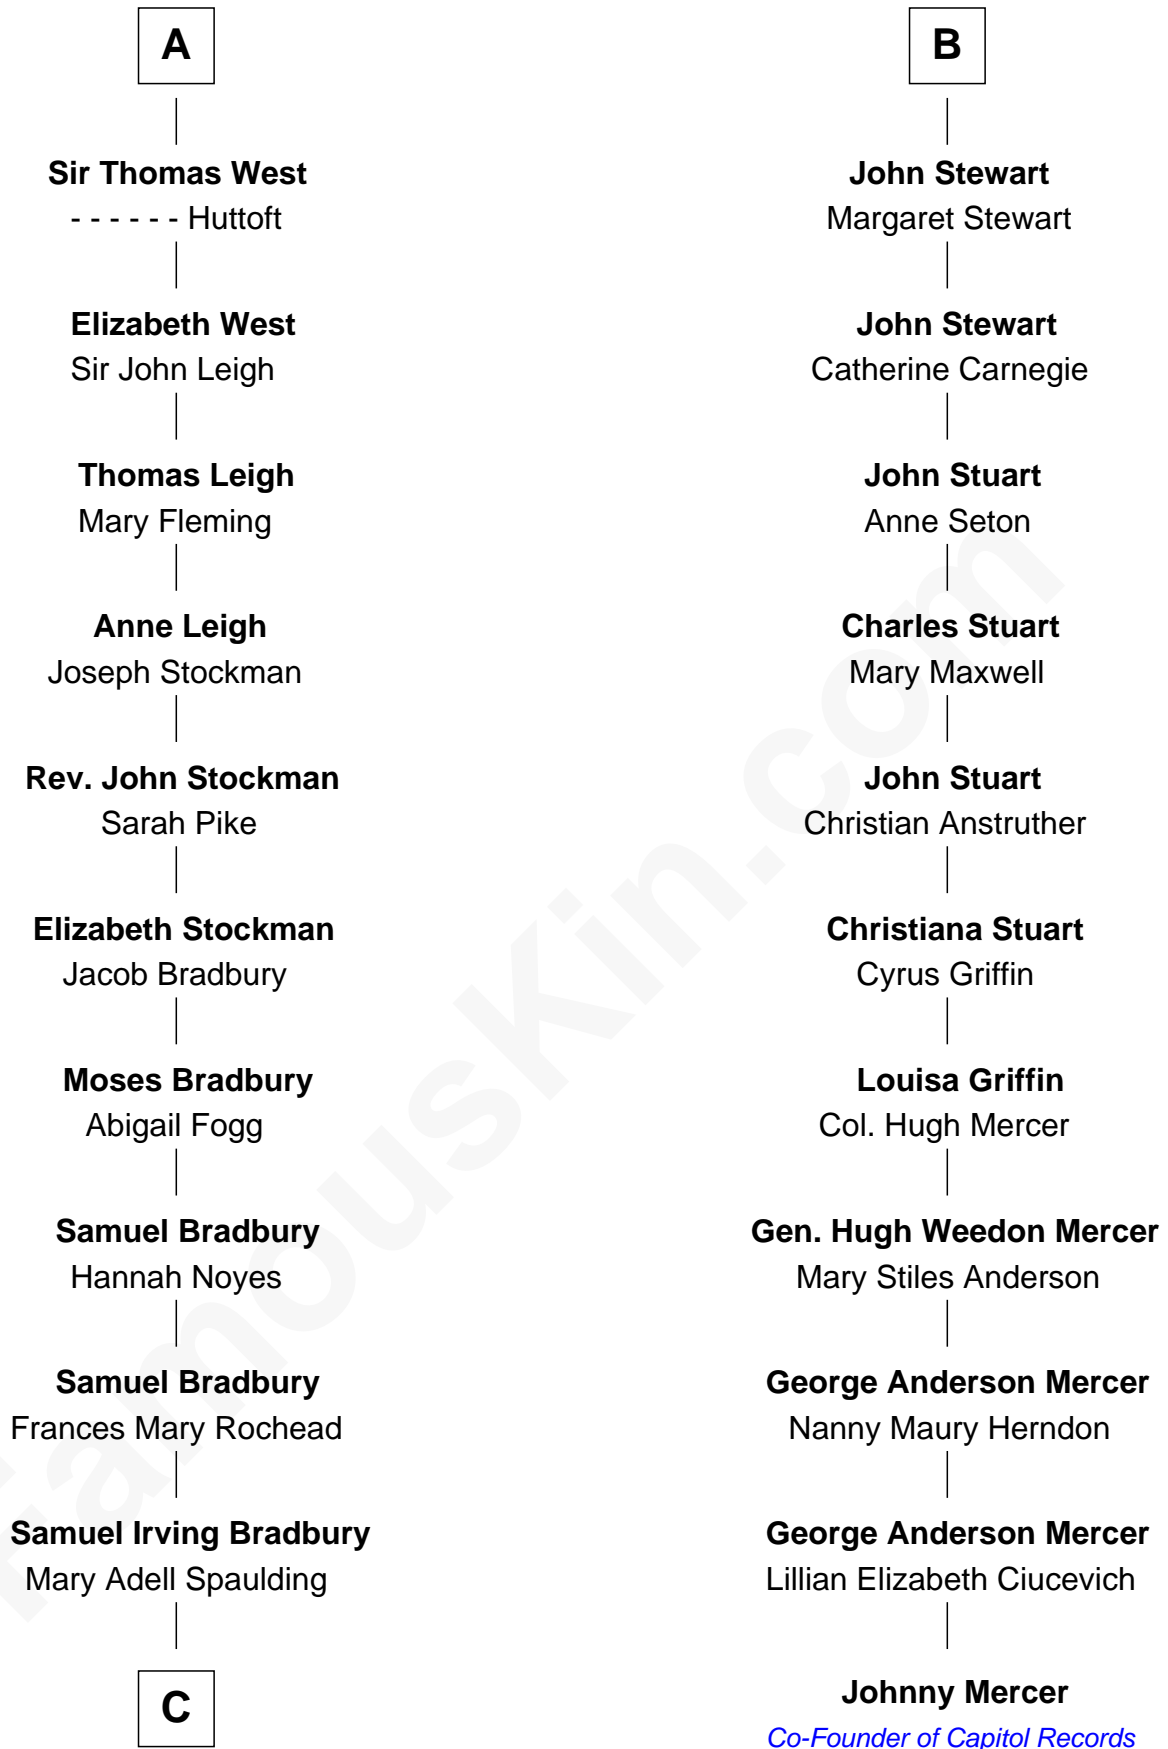 A
Sir Thomas West
- - - - - - Huttoft
Elizabeth West
Sir John Leigh
Thomas Leigh
Mary Fleming
Anne Leigh
Joseph Stockman
Rev. John Stockman
Sarah Pike
Elizabeth Stockman
Jacob Bradbury
Moses Bradbury
Abigail Fogg
Samuel Bradbury
Hannah Noyes
Samuel Bradbury
Frances Mary Rochead
Samuel Irving Bradbury
Mary Adell Spaulding
C
B
John Stewart
Margaret Stewart
John Stewart
Catherine Carnegie
John Stuart
Anne Seton
Charles Stuart
Mary Maxwell
John Stuart
Christian Anstruther
Christiana Stuart
Cyrus Griffin
Louisa Griffin
Col. Hugh Mercer
Gen. Hugh Weedon Mercer
Mary Stiles Anderson
George Anderson Mercer
Nanny Maury Herndon
George Anderson Mercer
Lillian Elizabeth Ciucevich
Johnny Mercer
Co-Founder of Capitol Records
FamousKin.com